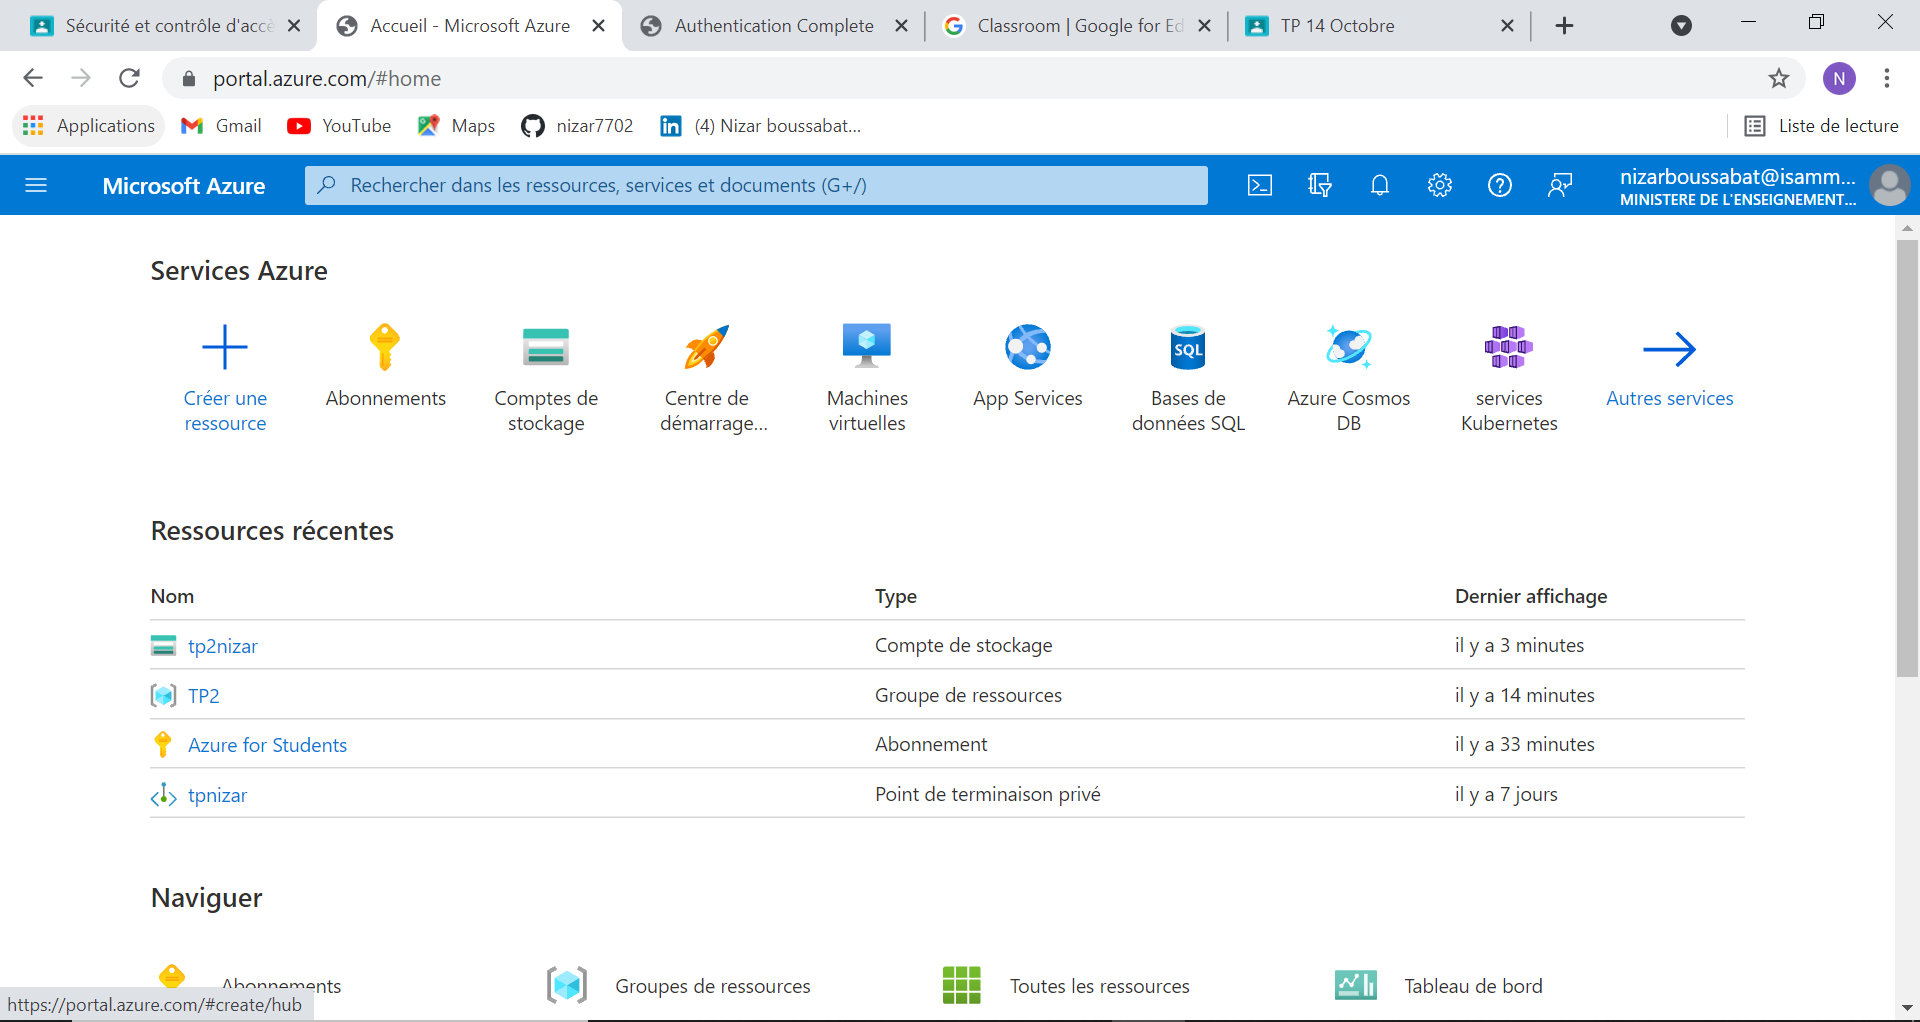 Sécurité et contrôle d'accè
Accueil - Microsoft Azure
Authentication Complete
Classroom | Google for Ed
TP 14 Octobre
portal.azure.com/#home
N
Applications
Gmail
YouTube
Maps
nizar7702
(4) Nizar boussabat...
Liste de lecture
Microsoft Azure
Rechercher dans les ressources, services et documents (G+/)
nizarboussabat@isamm...
MINISTERE DE L'ENSEIGNEMENT...
Services Azure
Créer une
ressource
Abonnements
Comptes de
stockage
Centre de
démarrage...
Machines
virtuelles
App Services
SQL
Bases de
données SQL
Azure Cosmos
DB
services
Kubernetes
Autres services
Ressources récentes
Nom Type Dernier affichage
tp2nizar Compte de stockage il y a 3 minutes
TP2 Groupe de ressources il y a 14 minutes
Azure for Students Abonnement il y a 33 minutes
tpnizar Point de terminaison privé il y a 7 jours
Naviguer
Abonnements
Groupes de ressources
Toutes les ressources
Tableau de bord
https://portal.azure.com/#create/hub